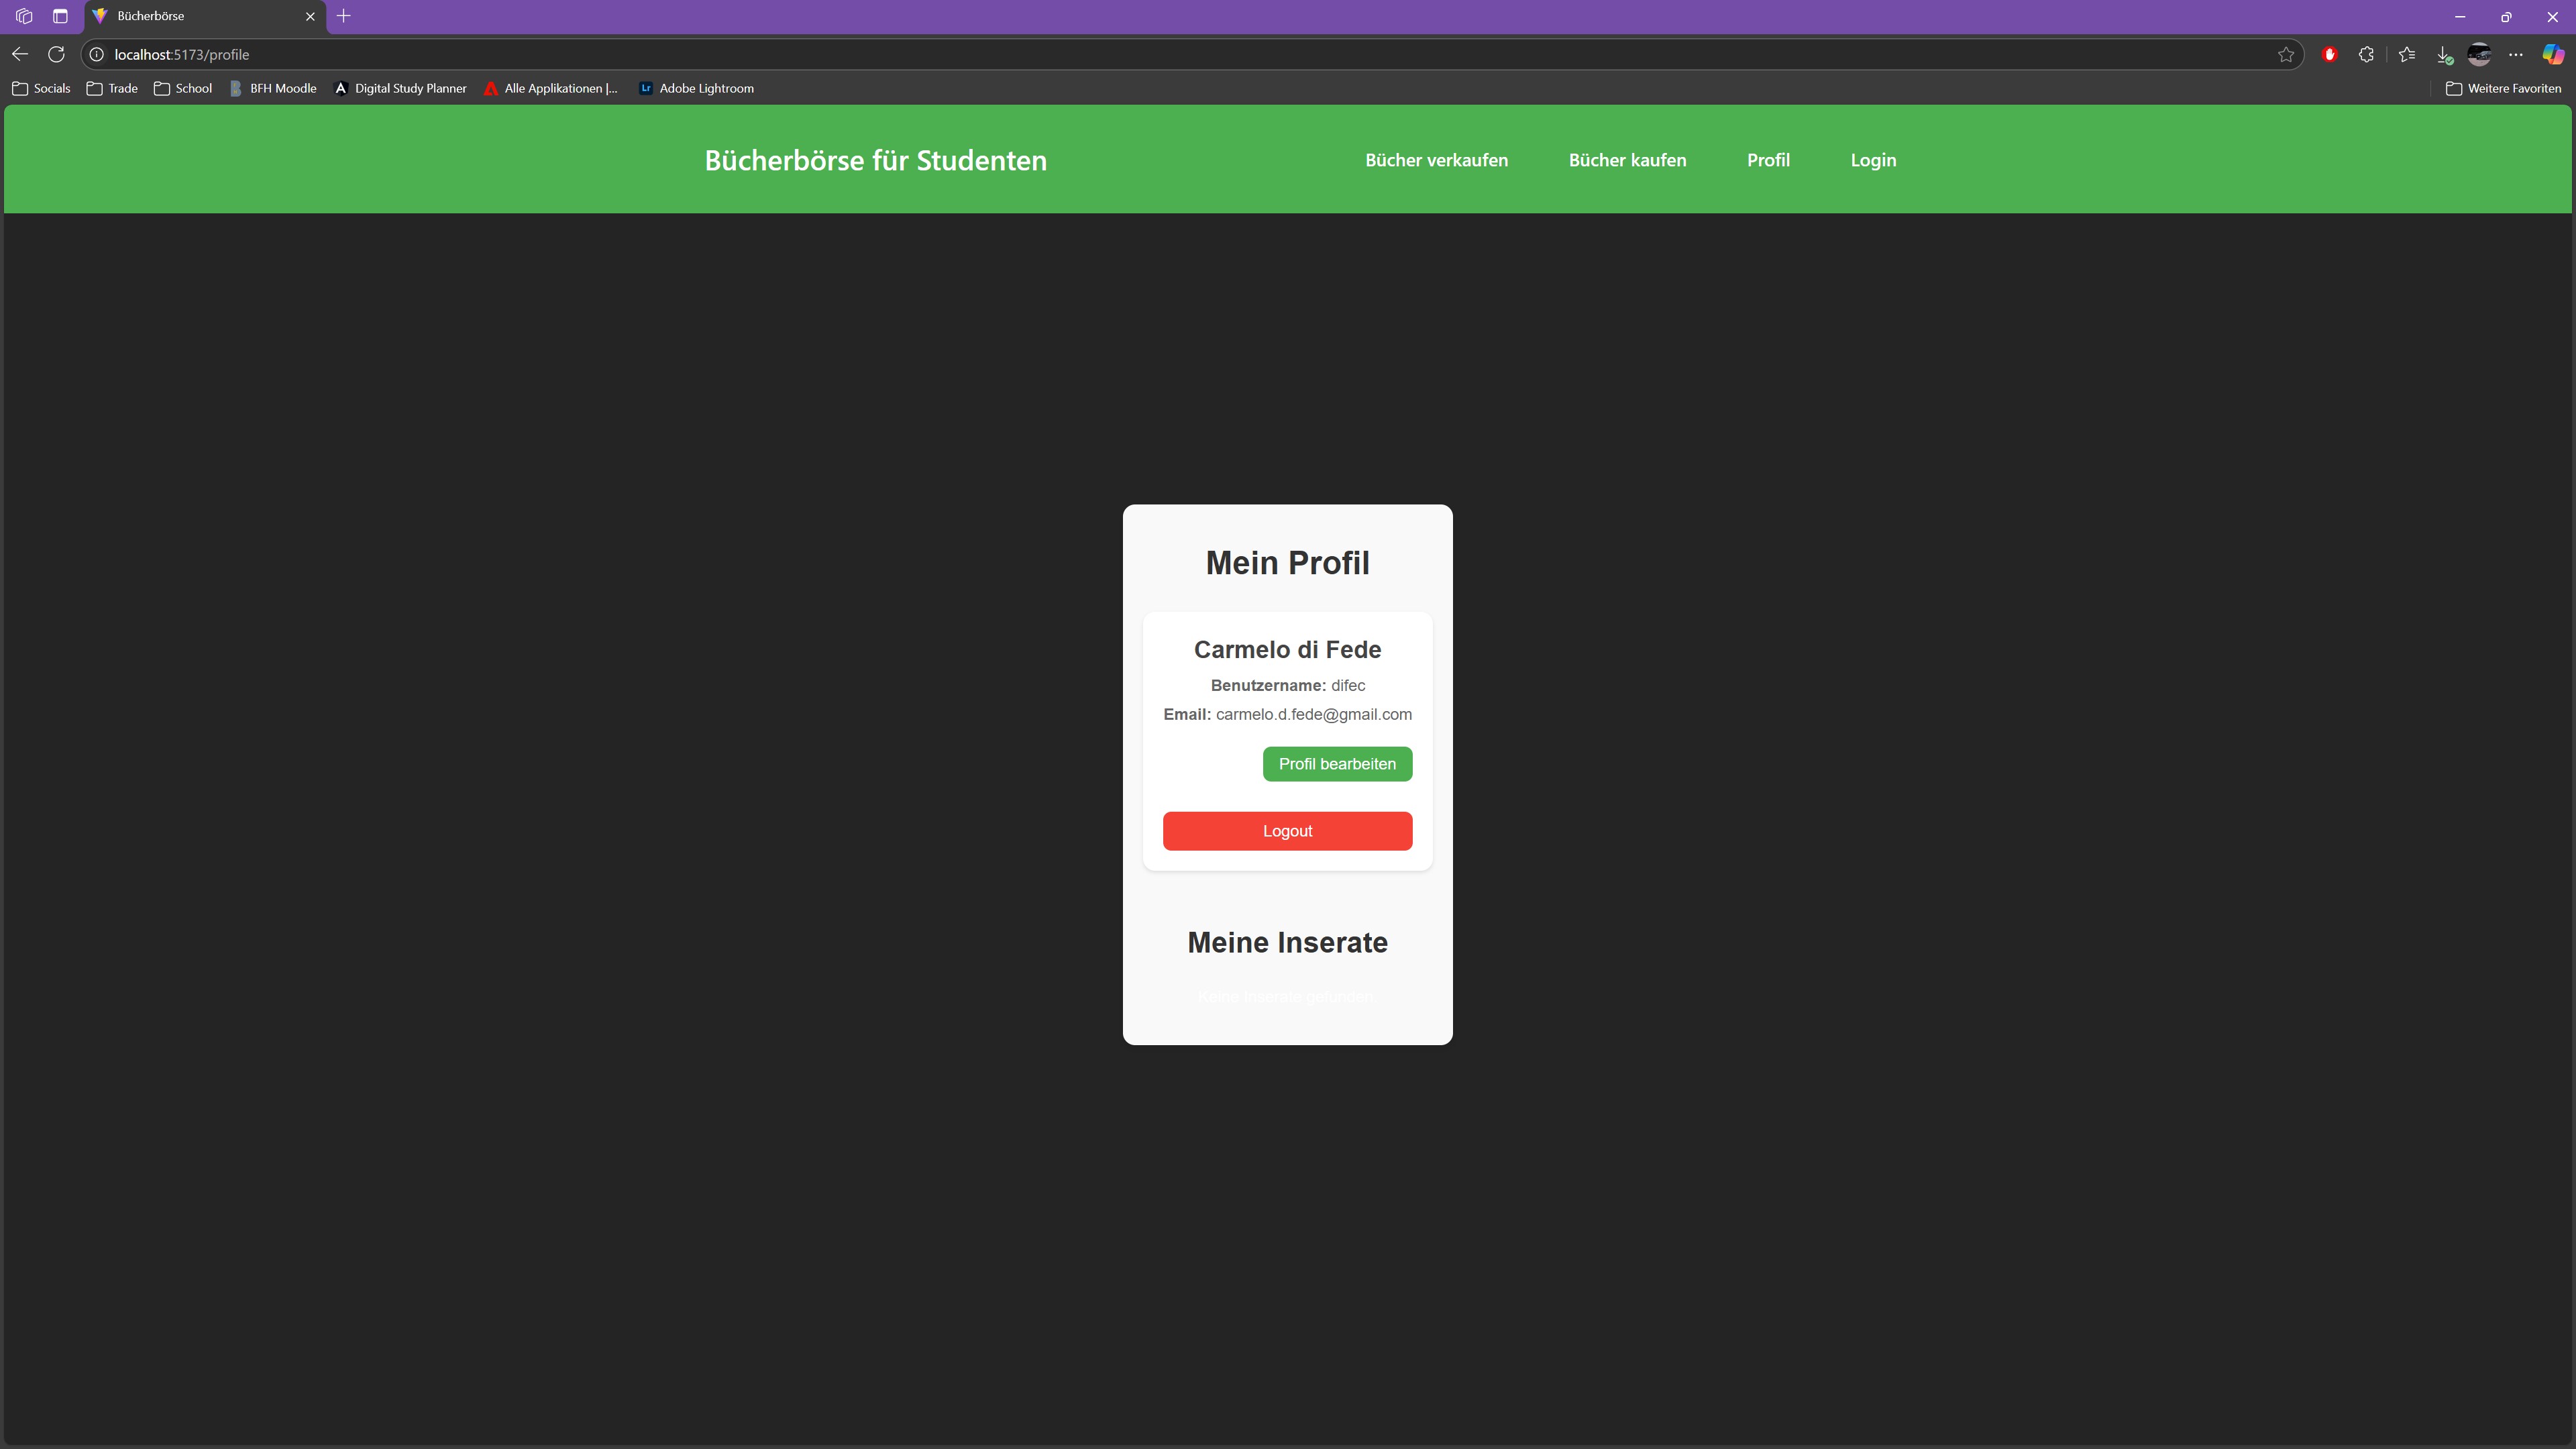 Bücherbörse
localhost:5173/profile
Socials Trade School BFH Moodle Digital Study Planner Alle Applikationen |... Lr Adobe Lightroom Weitere Favoriten
Bücherbörse für Studenten Bücher verkaufen Bücher kaufen Profil Login
Mein Profil
Carmelo di Fede
Benutzername: difec
Email: carmelo.d.fede@gmail.com
Profil bearbeiten
Logout
Meine Inserate
Keine Inserate gefunden.